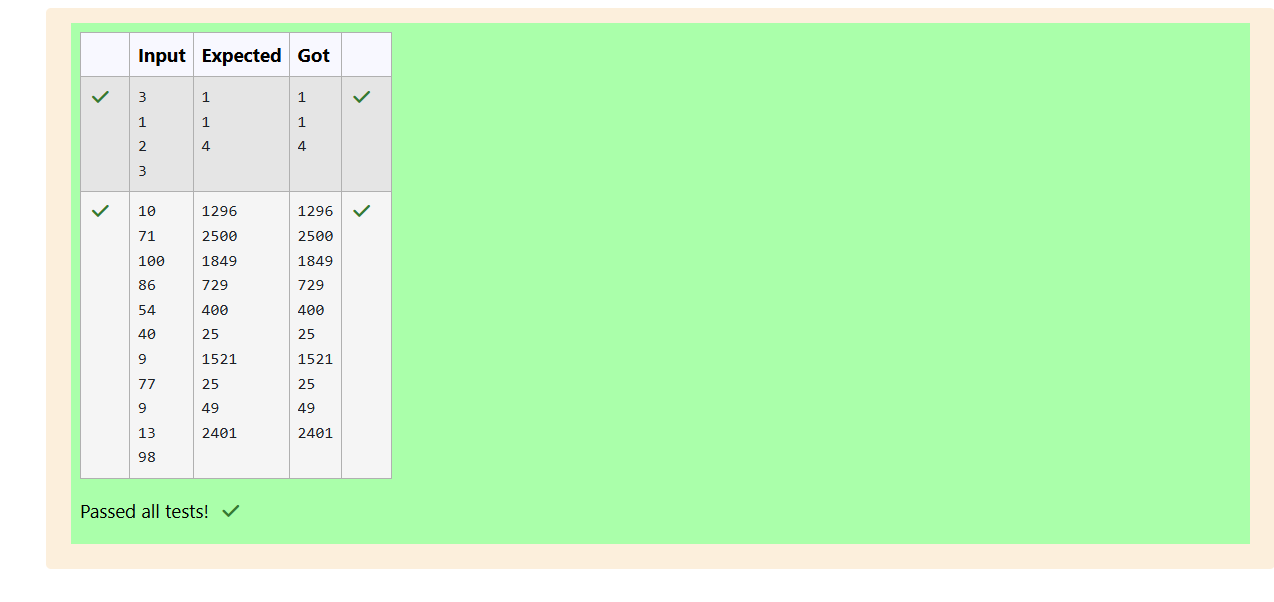 Input Expected Got
3 1 1
1 1 1
2 4 4
3
10 1296 1296
71 2500 2500
100 1849 1849
86 729 729
54 400 400
40 25 25
9 1521 1521
77 25 25
9 49 49
13 2401 2401
98
Passed all tests!